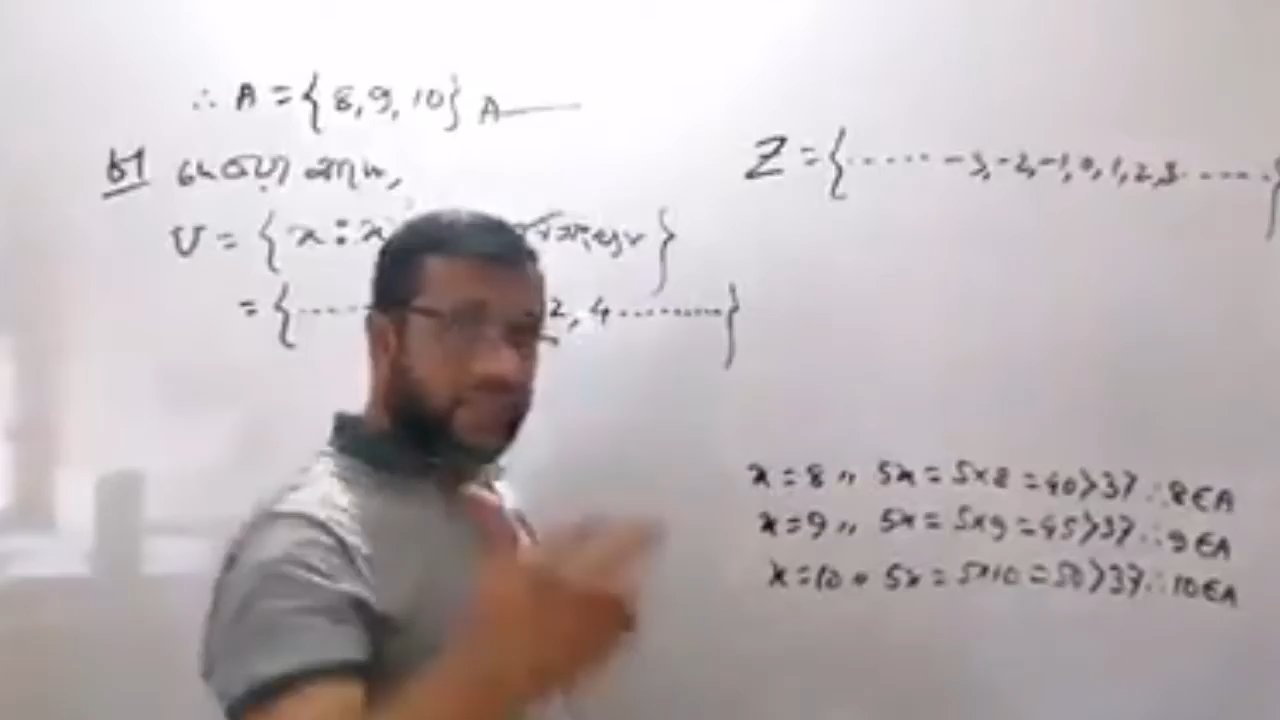 ∴ A = {8, 9, 10} A
৮। দেওয়া আছে,
U = {x : x
= {...... 2, 4 .........}
Z = {...... -3, -2, -1, 0, 1, 2, 3 ......}
x = 8 " 5x = 5×8 = 40 > 37 ∴ 8 ∈ A
x = 9 " 5x = 5×9 = 45 > 37 ∴ 9 ∈ A
x = 10 " 5x = 5×10 = 50 > 37 ∴ 10 ∈ A